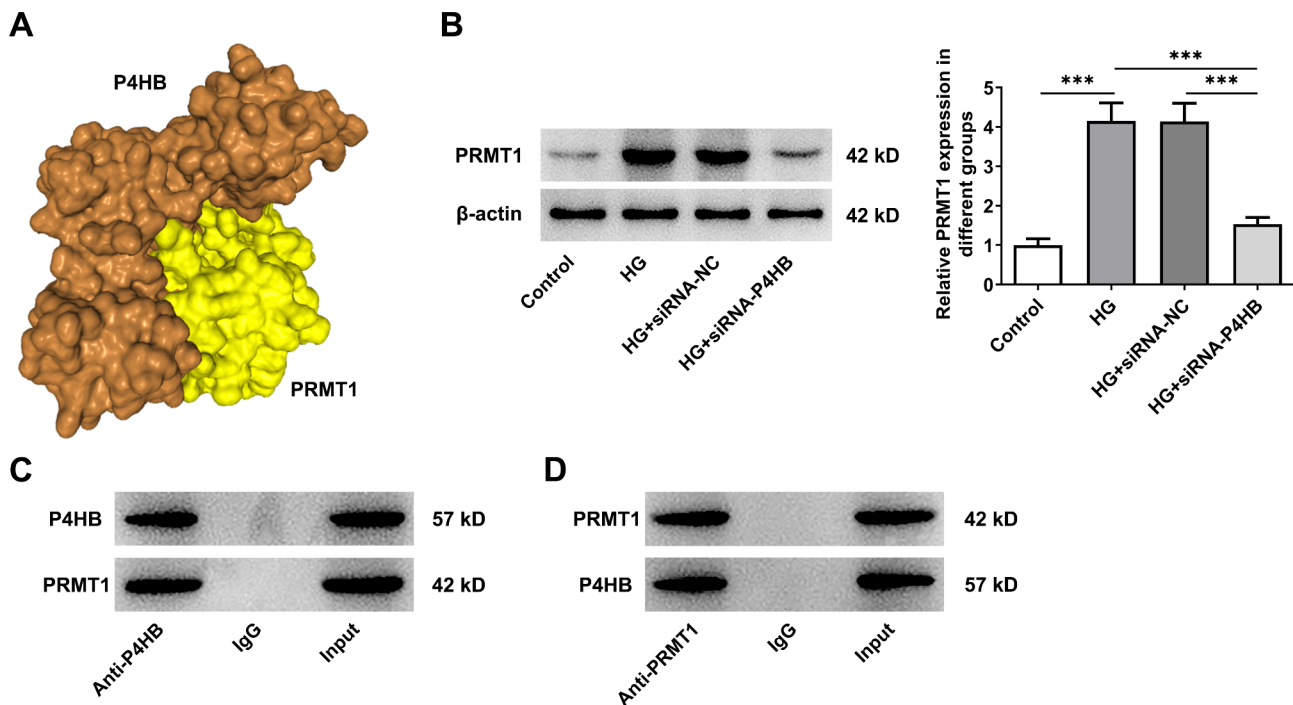 A
P4HB
PRMT1
B
PRMT1
42 kD
β-actin
42 kD
Control
HG
HG+siRNA-NC
HG+siRNA-P4HB
Relative PRMT1 expression in
different groups
5
4
3
2
1
0
***
***
***
Control
HG
HG+siRNA-NC
HG+siRNA-P4HB
C
P4HB
57 kD
PRMT1
42 kD
Anti-P4HB
IgG
Input
D
PRMT1
42 kD
P4HB
57 kD
Anti-PRMT1
IgG
Input